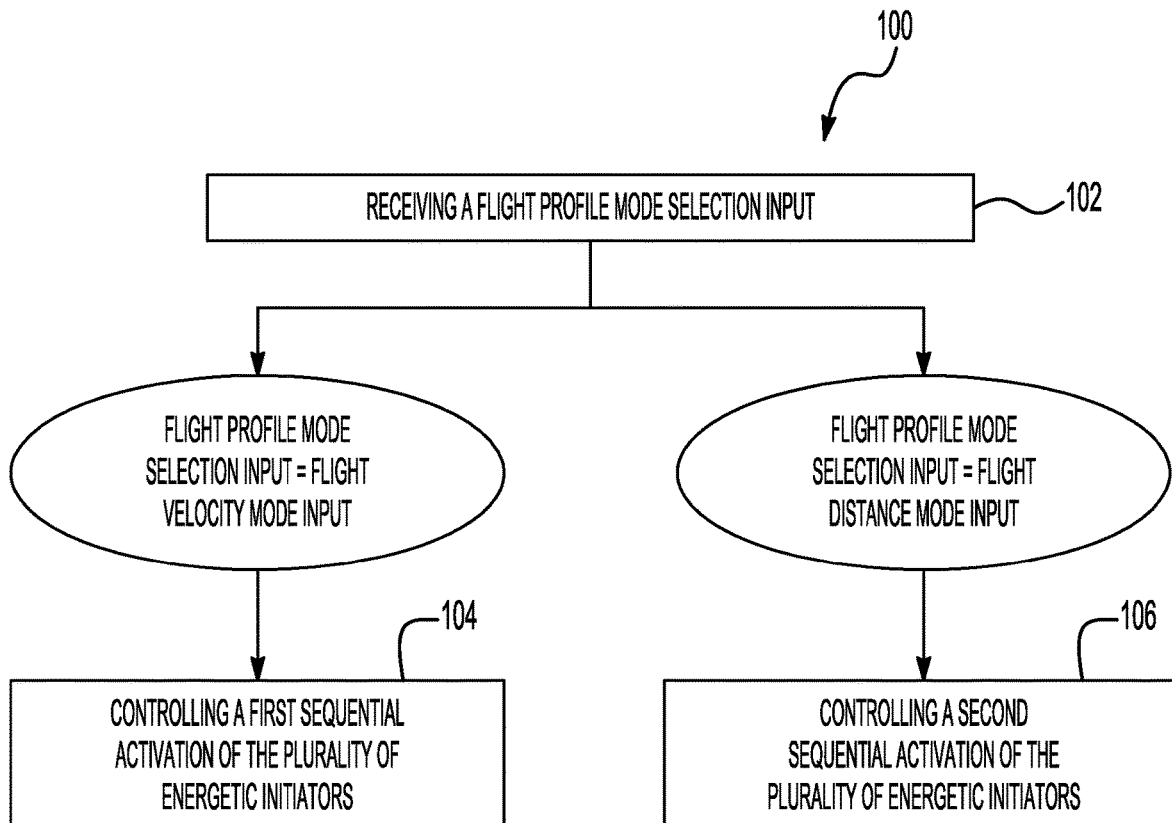 100
RECEIVING A FLIGHT PROFILE MODE SELECTION INPUT
102
FLIGHT PROFILE MODE
SELECTION INPUT = FLIGHT
VELOCITY MODE INPUT
FLIGHT PROFILE MODE
SELECTION INPUT = FLIGHT
DISTANCE MODE INPUT
104
CONTROLLING A FIRST SEQUENTIAL
ACTIVATION OF THE PLURALITY OF
ENERGETIC INITIATORS
106
CONTROLLING A SECOND
SEQUENTIAL ACTIVATION OF THE
PLURALITY OF ENERGETIC INITIATORS